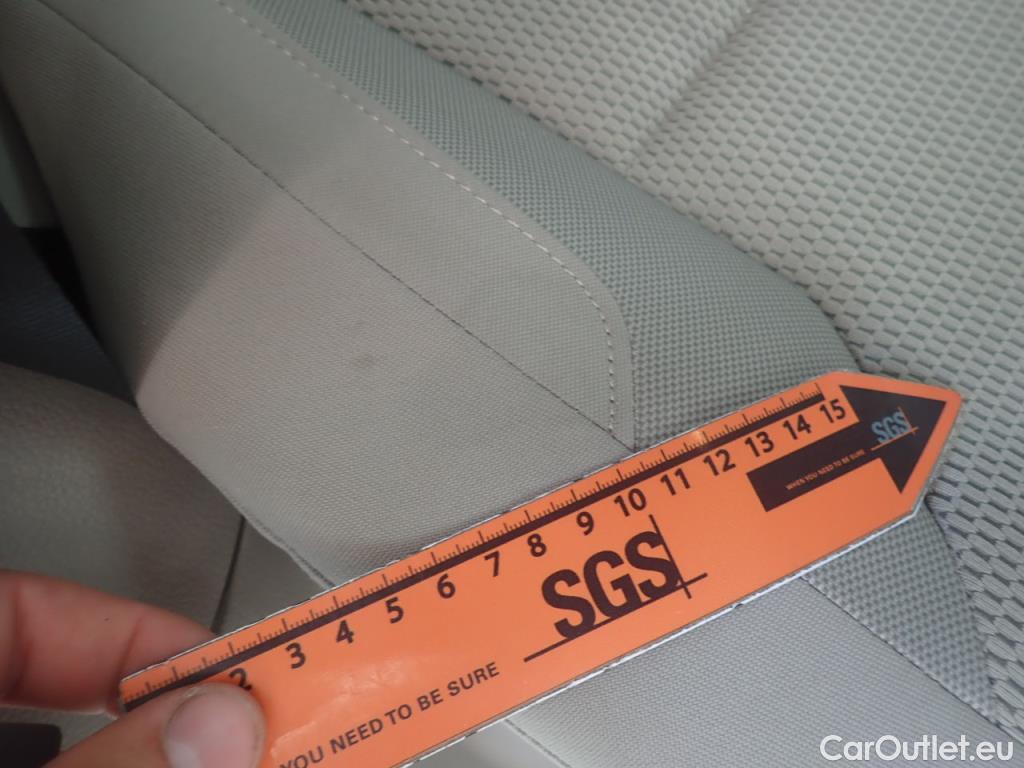 2 3 4 5 6 7 8 9 10 11 12 13 14 15
WHEN YOU NEED TO BE SURE
SGS
SGS
YOU NEED TO BE SURE
CarOutlet.eu